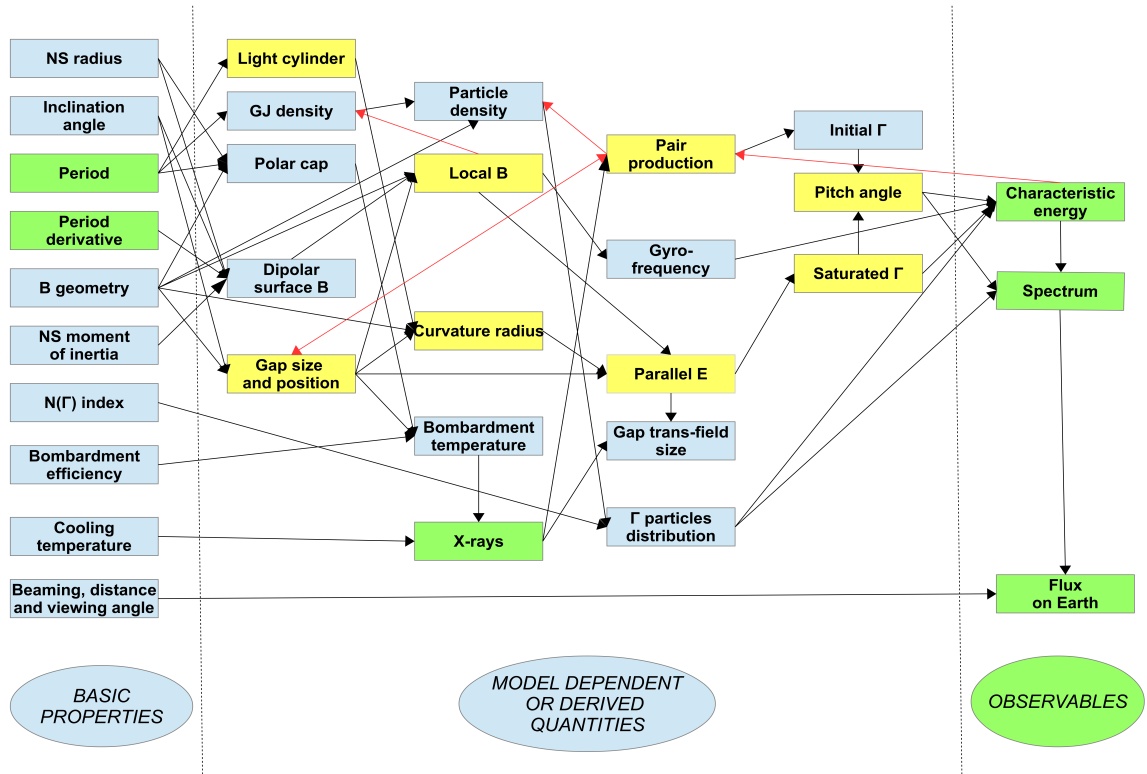 NS radius
Inclination
angle
Period
Period
derivative
B geometry
NS moment
of inertia
N(Γ) index
Bombardment
efficiency
Cooling
temperature
Beaming, distance
and viewing angle
Light cylinder
GJ density
Polar cap
Dipolar
surface B
Gap size
and position
Particle
density
Local B
Curvature radius
Bombardment
temperature
X-rays
Pair
production
Gyro-
frequency
Parallel E
Gap trans-field
size
Γ particles
distribution
Initial Γ
Pitch angle
Saturated Γ
Characteristic
energy
Spectrum
Flux
on Earth
BASIC
PROPERTIES
MODEL DEPENDENT
OR DERIVED
QUANTITIES
OBSERVABLES